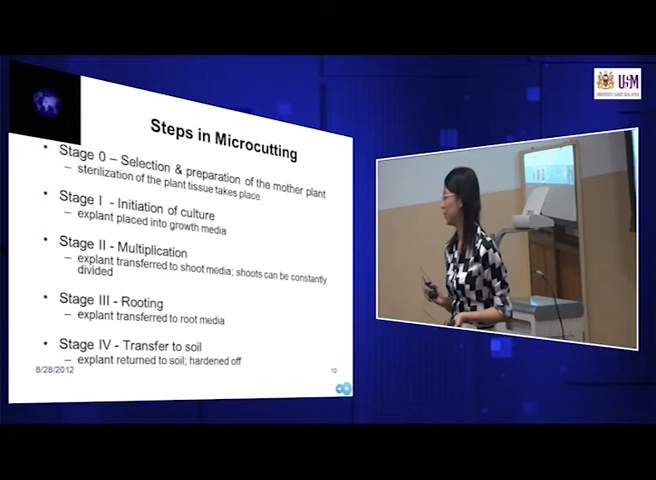 USM
UNIVERSITI SAINS MALAYSIA
Steps in Microcutting
• Stage 0 – Selection & preparation of the mother plant
– sterilization of the plant tissue takes place
• Stage I - Initiation of culture
– explant placed into growth media
• Stage II - Multiplication
– explant transferred to shoot media; shoots can be constantly
divided
• Stage III - Rooting
– explant transferred to root media
• Stage IV - Transfer to soil
– explant returned to soil; hardened off
8/28/2012
10